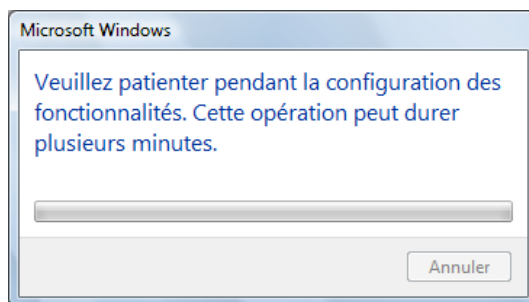 Microsoft Windows
Veuillez patienter pendant la configuration des
fonctionnalités. Cette opération peut durer
plusieurs minutes.
Annuler